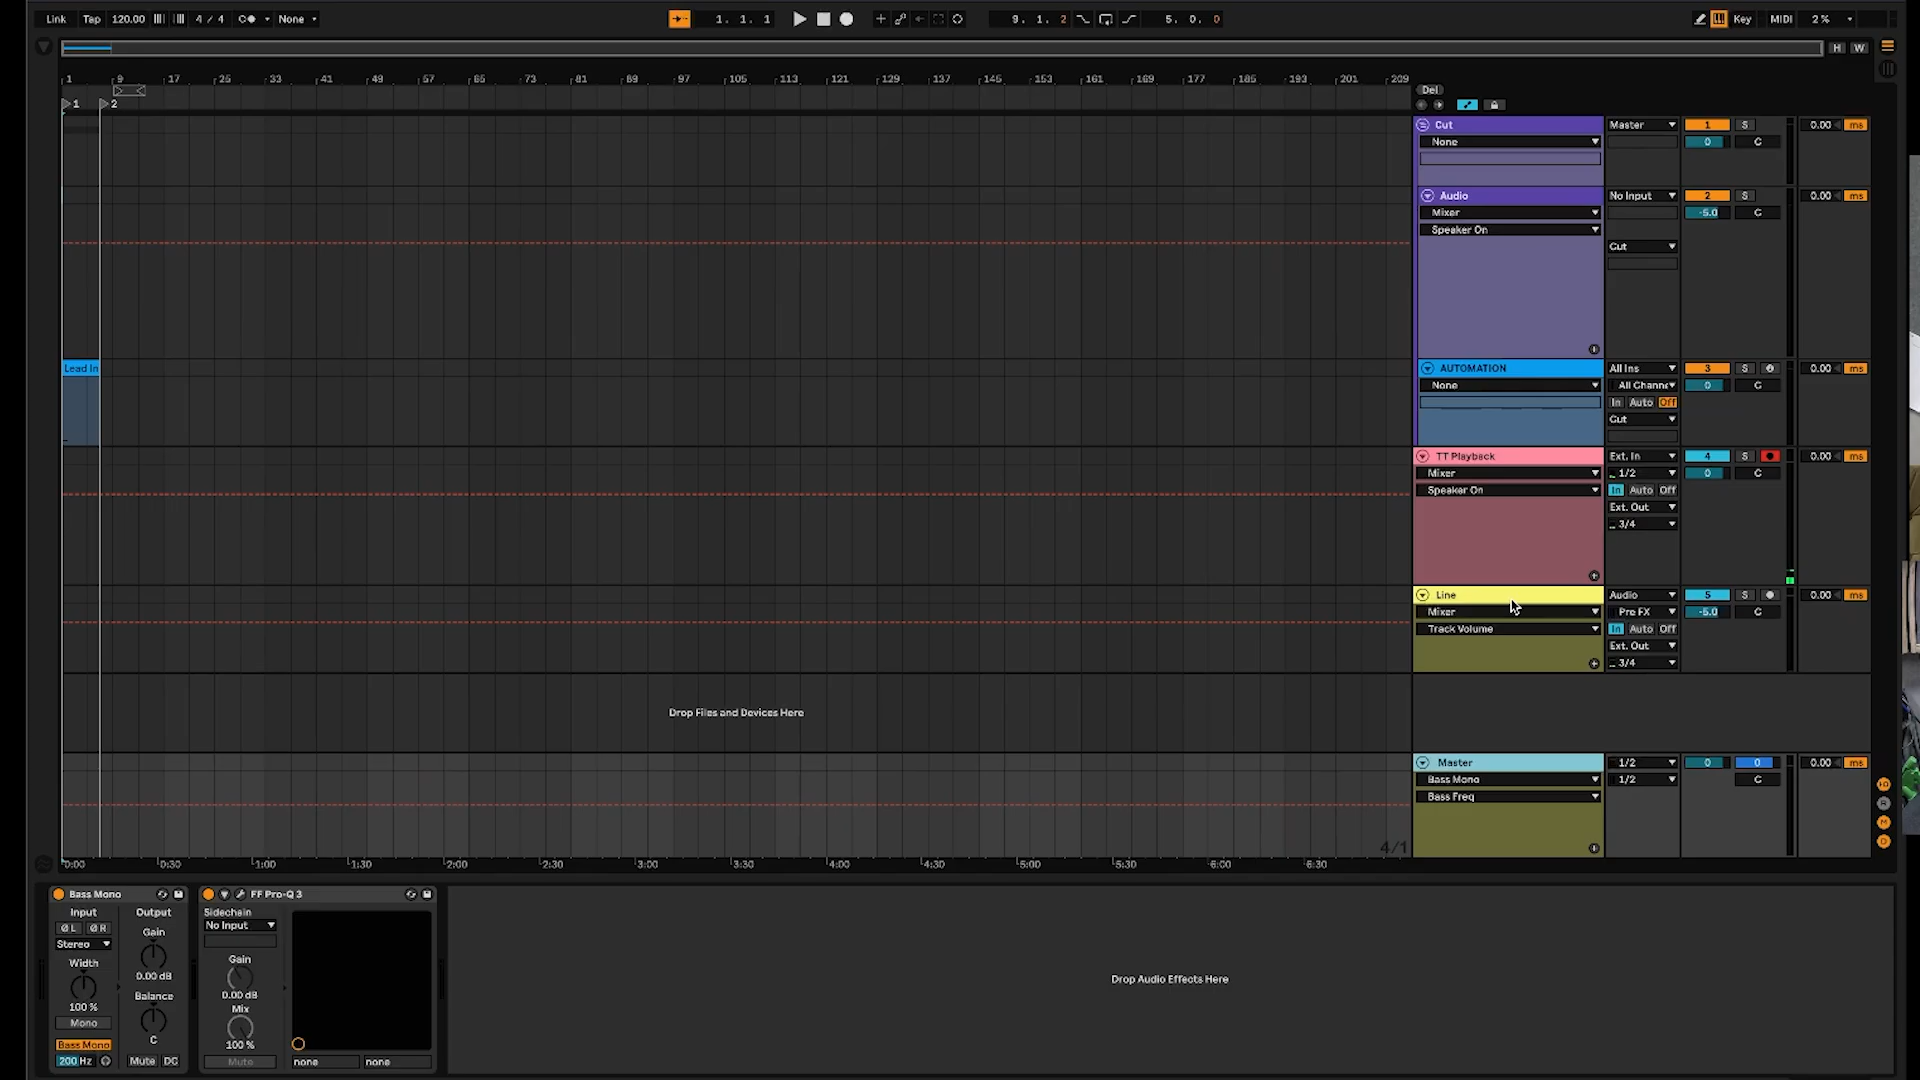 Link Tap 120.00 4 / 4 None 1. 1. 1 9. 1. 2 5. 0. 0 Key MIDI 2 %
H W
1 9 17 25 33 41 49 57 65 73 81 89 97 105 113 121 129 137 145 153 161 169 177 185 193 201 209
Del
1 2
Cut Master 1 S 0.00 ms
None 0 C
Audio No Input 2 S 0.00 ms
Mixer -5.0 C
Speaker On
Cut
Lead In AUTOMATION All Ins 3 S 0.00 ms
None All Channe 0 C
In Auto Off
Cut
TT Playback Ext. In 4 S 0.00 ms
Mixer 1/2 0 C
Speaker On In Auto Off
Ext. Out
3/4
Line Audio 5 S 0.00 ms
Mixer Pre FX -5.0 C
Track Volume In Auto Off
Ext. Out
3/4
Drop Files and Devices Here
Master 1/2 0 0 0.00 ms
Bass Mono 1/2 C
Bass Freq
4/1
0:00 0:30 1:00 1:30 2:00 2:30 3:00 3:30 4:00 4:30 5:00 5:30 6:00 6:30
R
M
Bass Mono FF Pro-Q 3
Input Output Sidechain
Ø L Ø R Gain No Input
Stereo
Width Gain
0.00 dB 0.00 dB
Balance Mix
100 %
Mono C 100 %
Bass Mono
200 Hz Mute DC Mute none none
Drop Audio Effects Here